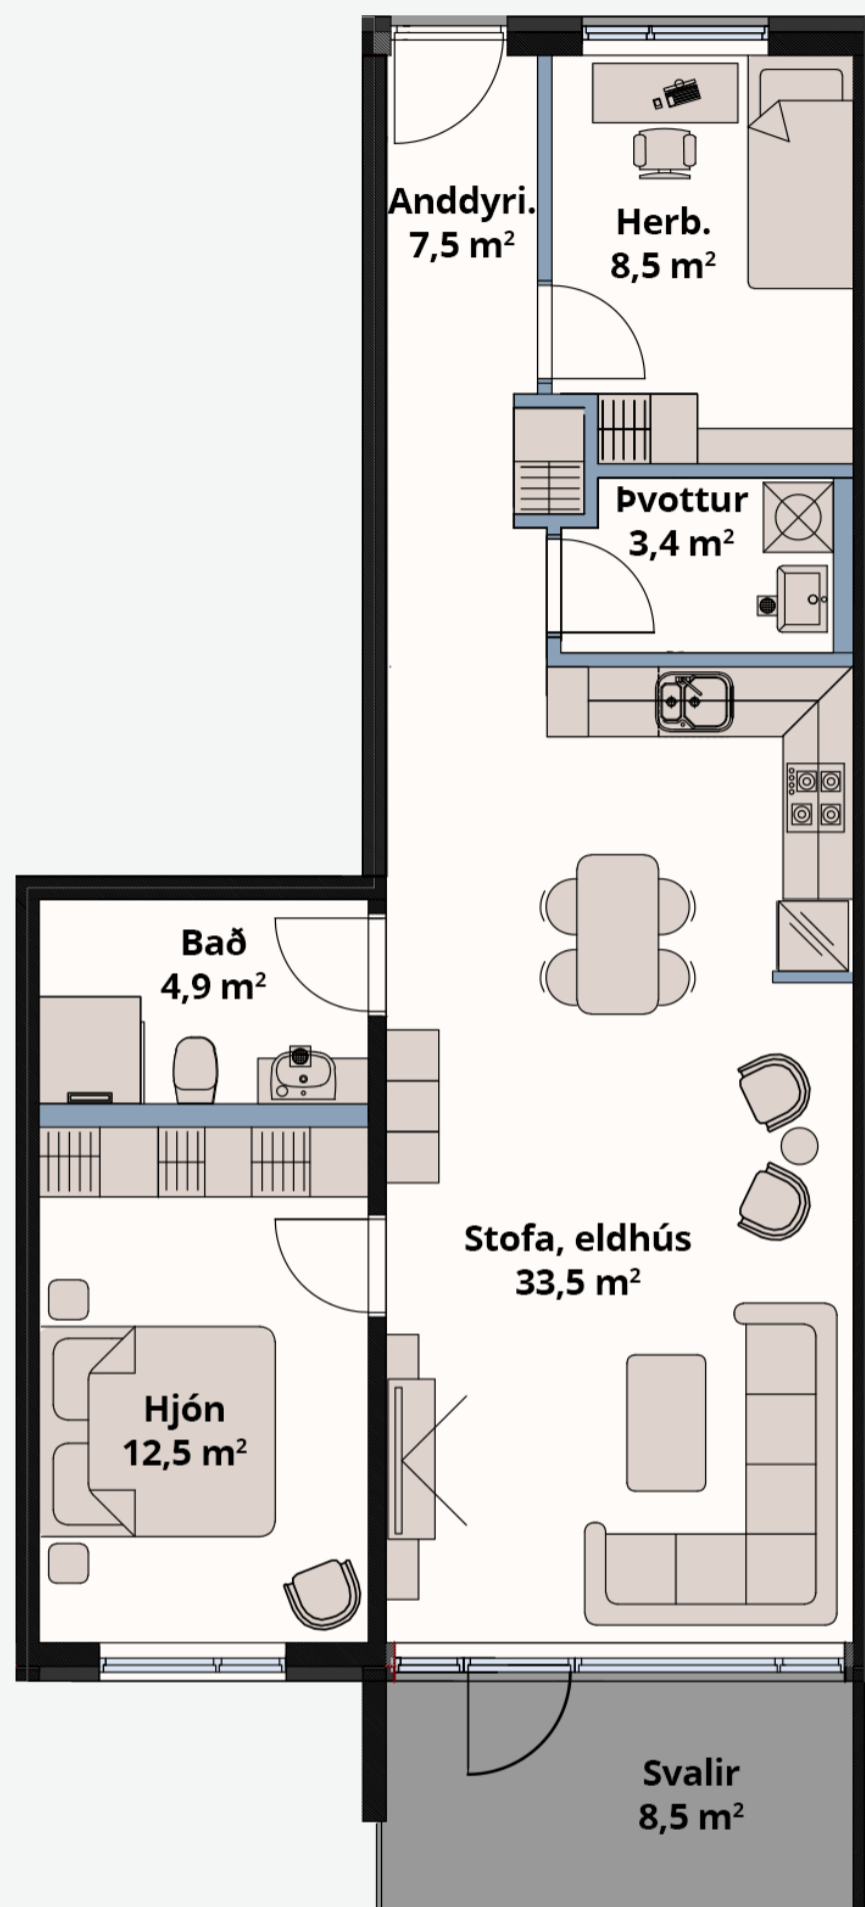 Anddyri.
7,5 m²
Herb.
8,5 m²
Þvottur
3,4 m²
Bað
4,9 m²
Stofa, eldhús
33,5 m²
Hjón
12,5 m²
Svalir
8,5 m²